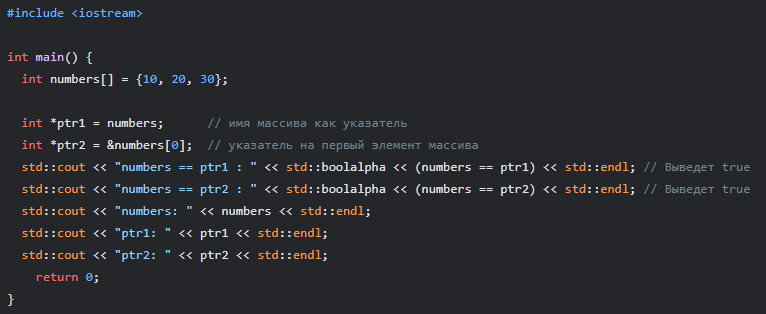 #include <iostream>

int main() {
  int numbers[] = {10, 20, 30};

  int *ptr1 = numbers;      // имя массива как указатель
  int *ptr2 = &numbers[0];  // указатель на первый элемент массива
  std::cout << "numbers == ptr1 : " << std::boolalpha << (numbers == ptr1) << std::endl; // Выведет true
  std::cout << "numbers == ptr2 : " << std::boolalpha << (numbers == ptr2) << std::endl; // Выведет true
  std::cout << "numbers: " << numbers << std::endl;
  std::cout << "ptr1: " << ptr1 << std::endl;
  std::cout << "ptr2: " << ptr2 << std::endl;
    return 0;
}